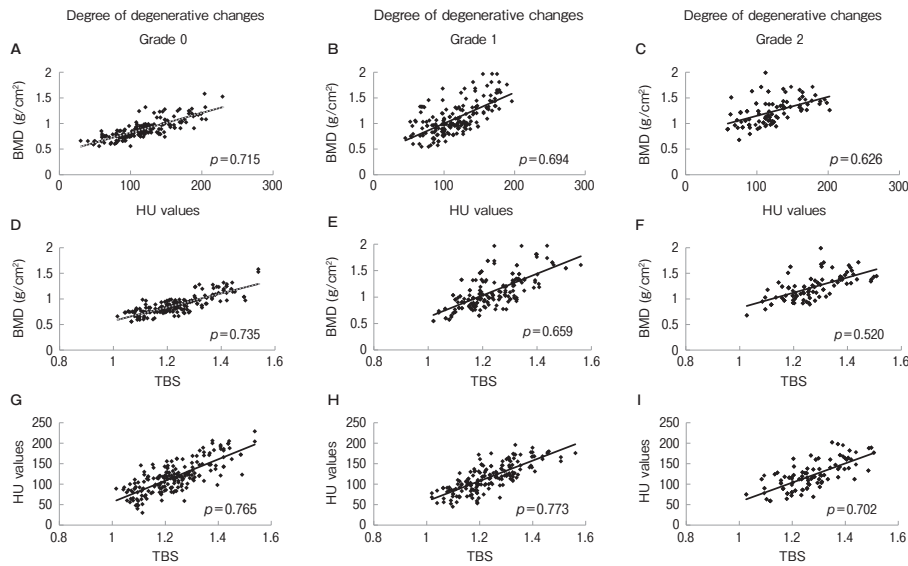 Degree of degenerative changes
Grade 0
Degree of degenerative changes
Grade 1
Degree of degenerative changes
Grade 2
A
BMD (g/cm²)
2
1.5
1
0.5
0
p=0.715
0 100 200 300
HU values
B
BMD (g/cm²)
2
1.5
1
0.5
0
p=0.694
0 100 200 300
C
BMD (g/cm²)
2
1.5
1
0.5
0
p=0.626
0 100 200 300
HU values
D
BMD (g/cm²)
2
1.5
1
0.5
0
p=0.735
0.8 1 1.2 1.4 1.6
TBS
E
HU values
BMD (g/cm²)
2
1.5
1
0.5
0
p=0.659
0.8 1 1.2 1.4 1.6
TBS
F
BMD (g/cm²)
2
1.5
1
0.5
0
p=0.520
0.8 1 1.2 1.4 1.6
TBS
G
HU values
250
200
150
100
50
0
p=0.765
0.8 1 1.2 1.4 1.6
TBS
H
HU values
250
200
150
100
50
0
p=0.773
0.8 1 1.2 1.4 1.6
TBS
I
HU values
250
200
150
100
50
0
p=0.702
0.8 1 1.2 1.4 1.6
TBS